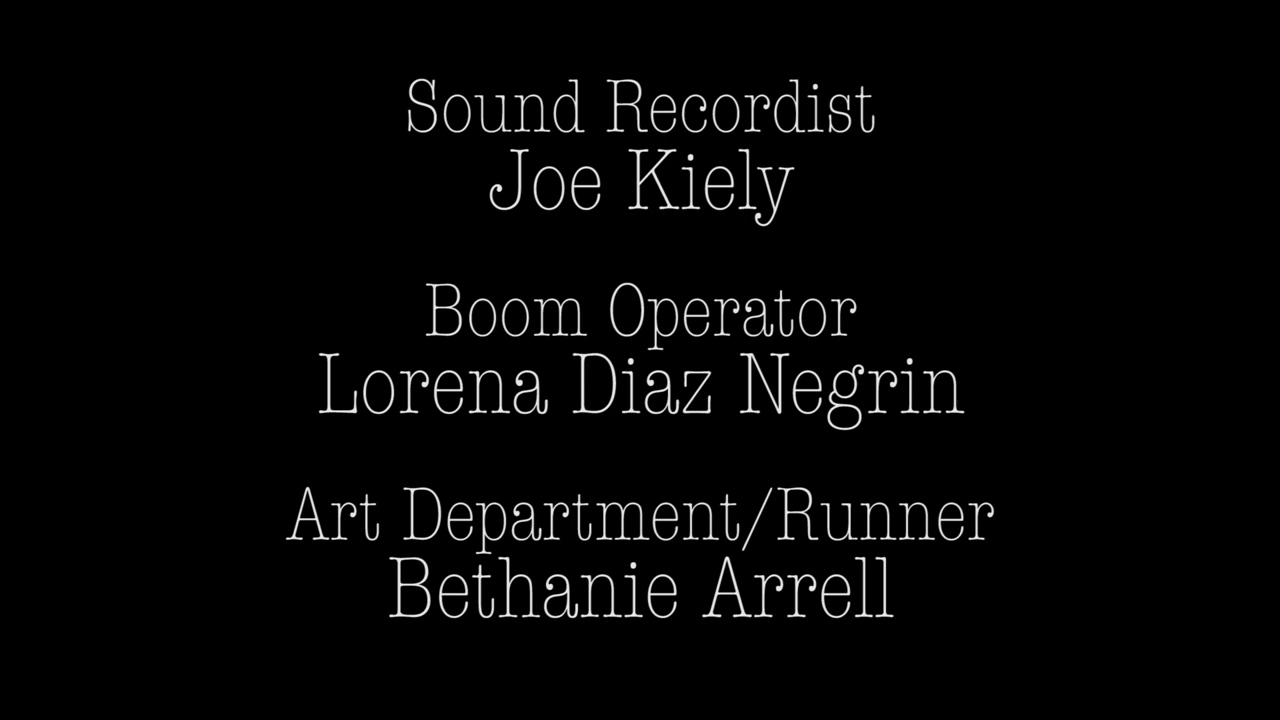 Sound Recordist
Joe Kiely
Boom Operator
Lorena Diaz Negrin
Art Department/Runner
Bethanie Arrell